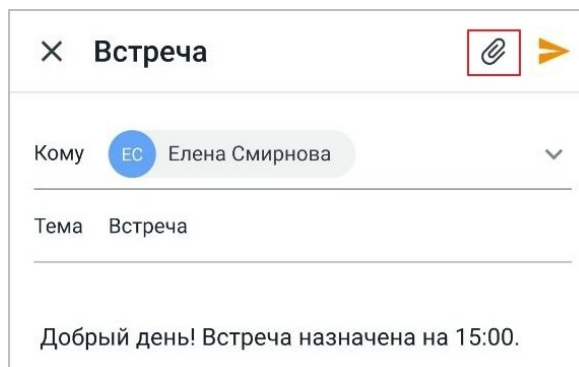 Встреча
Кому ЕС Елена Смирнова
Тема Встреча
Добрый день! Встреча назначена на 15:00.